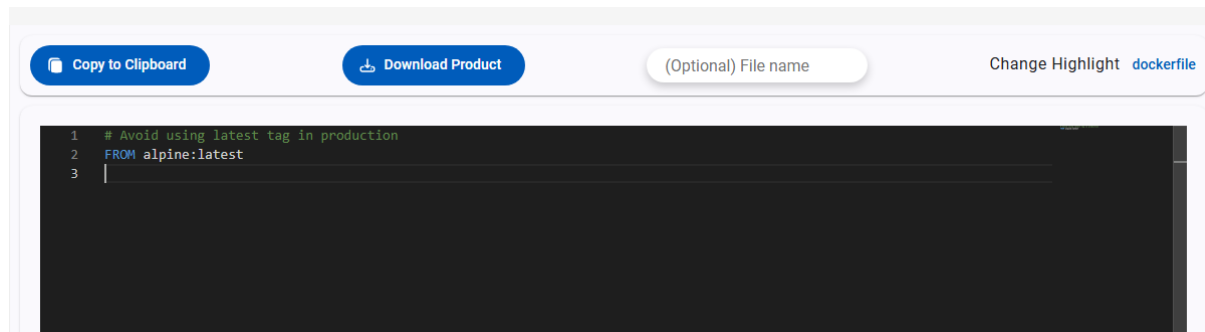 Copy to Clipboard
Download Product
(Optional) File name
Change Highlight dockerfile
1 # Avoid using latest tag in production
2 FROM alpine:latest
3